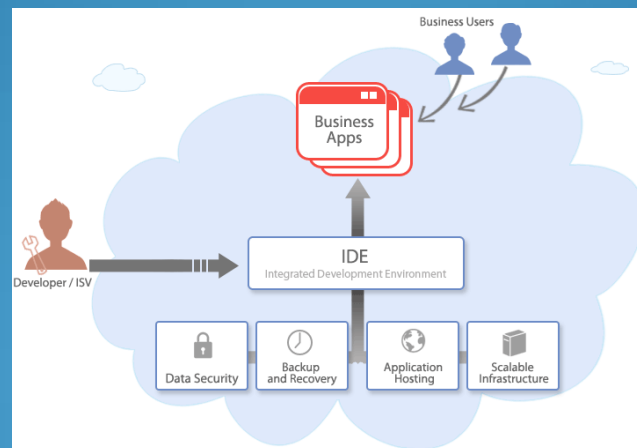 Business Users
Business
Apps
IDE
Integrated Development Environment
Developer / ISV
Data Security
Backup
and Recovery
Application
Hosting
Scalable
Infrastructure